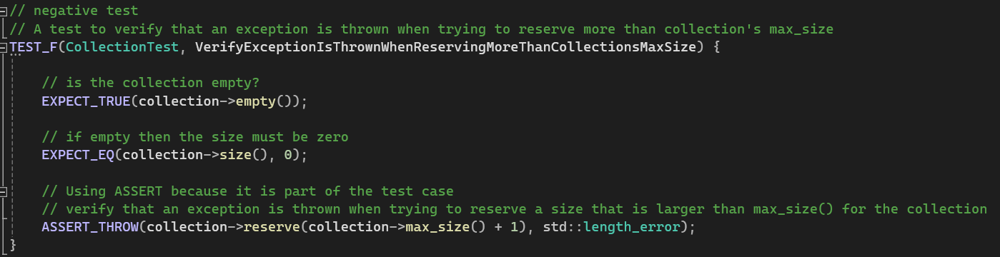 // negative test
// A test to verify that an exception is thrown when trying to reserve more than collection's max_size
TEST_F(CollectionTest, VerifyExceptionIsThrownWhenReservingMoreThanCollectionsMaxSize) {
// is the collection empty?
EXPECT_TRUE(collection->empty());
// if empty then the size must be zero
EXPECT_EQ(collection->size(), 0);
// Using ASSERT because it is part of the test case
// verify that an exception is thrown when trying to reserve a size that is larger than max_size() for the collection
ASSERT_THROW(collection->reserve(collection->max_size() + 1), std::length_error);
}